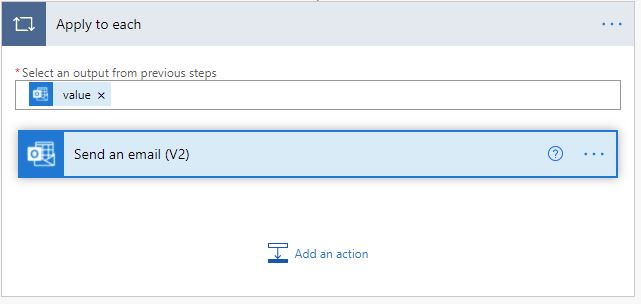 Apply to each
* Select an output from previous steps
value ×
Send an email (V2)
Add an action